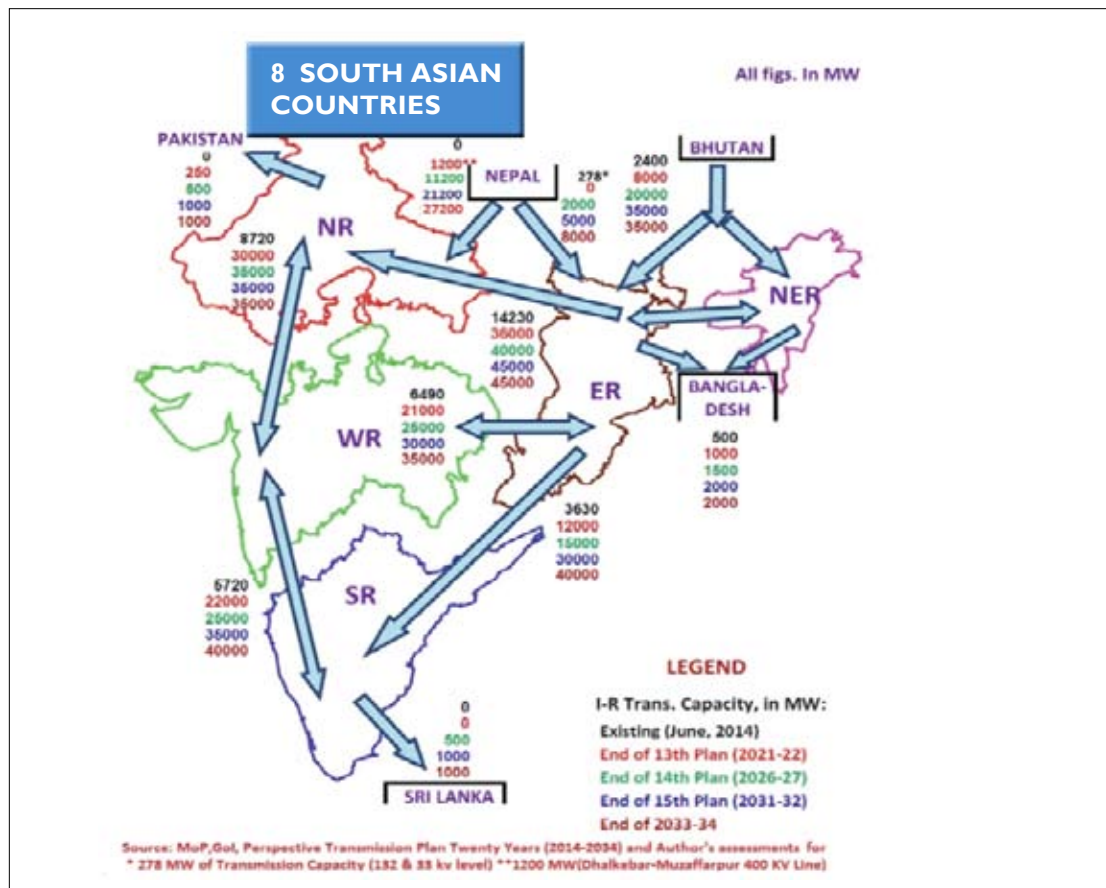 8 SOUTH ASIAN
COUNTRIES
All figs. In MW
PAKISTAN
0
250
500
1000
1000
0
1200**
11200
21200
27200
NEPAL
278*
0
2000
5000
8000
2400
8000
20000
35000
35000
BHUTAN
NR
8720
30000
35000
35000
35000
NER
14230
36000
40000
45000
45000
ER
BANGLA-
DESH
500
1000
1500
2000
2000
6490
21000
25000
30000
35000
WR
3630
12000
15000
30000
40000
5720
22000
25000
35000
40000
SR
0
0
500
1000
1000
SRI LANKA
LEGEND
I-R Trans. Capacity, in MW:
Existing (June, 2014)
End of 13th Plan (2021-22)
End of 14th Plan (2026-27)
End of 15th Plan (2031-32)
End of 2033-34
Source: MoP,GoI, Perspective Transmission Plan Twenty Years (2014-2034) and Author's assessments for
* 278 MW of Transmission Capacity (132 & 33 kv level) **1200 MW(Dhalkebar-Muzaffarpur 400 KV Line)